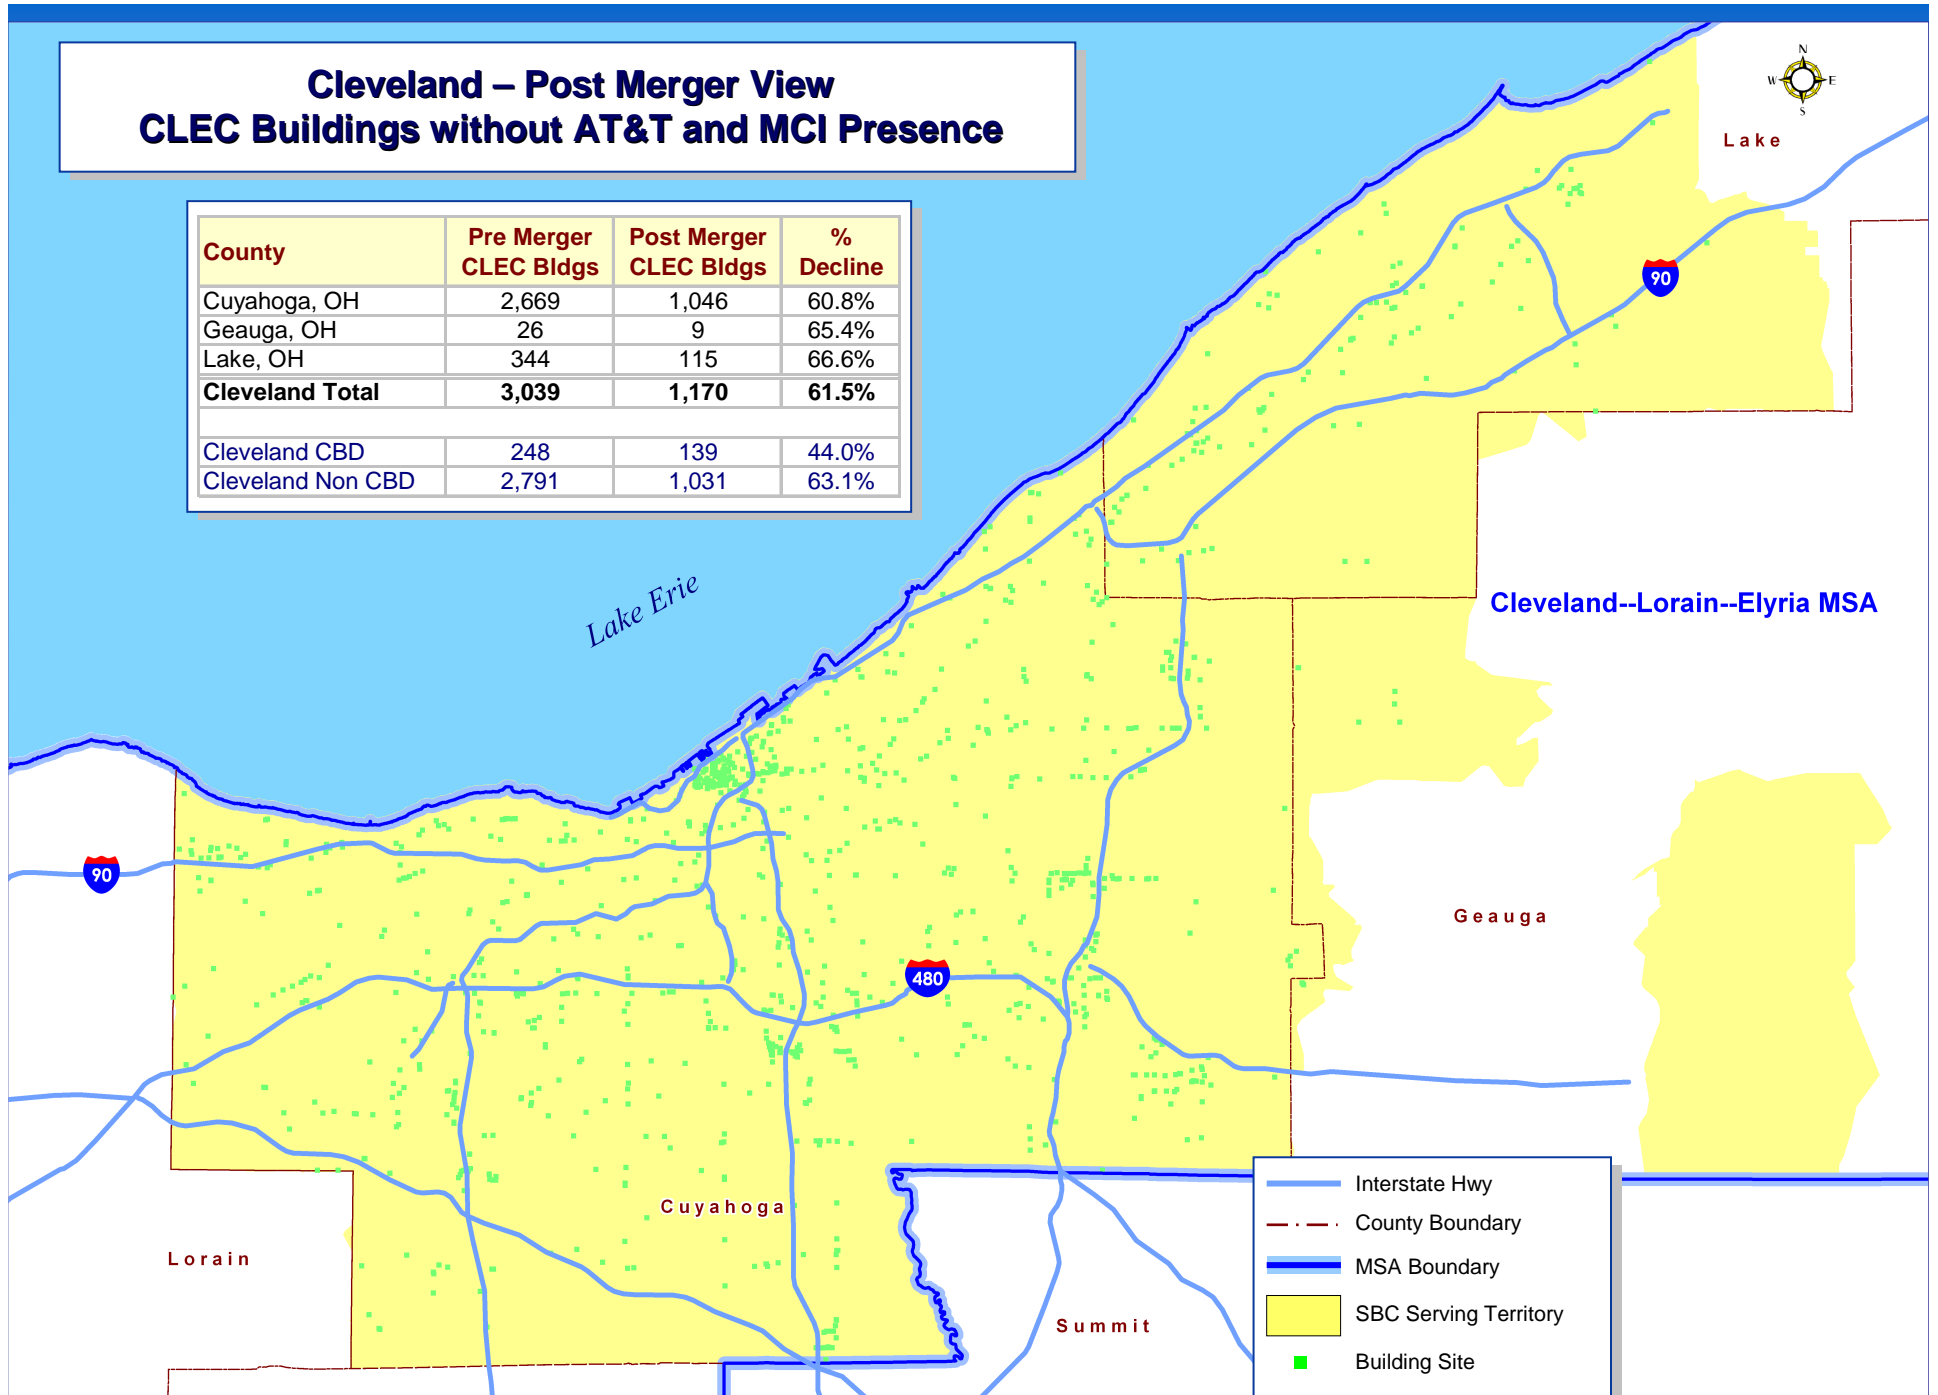 Cleveland – Post Merger View
CLEC Buildings without AT&T and MCI Presence
County Pre Merger CLEC Bldgs Post Merger CLEC Bldgs % Decline
Cuyahoga, OH 2,669 1,046 60.8%
Geauga, OH 26 9 65.4%
Lake, OH 344 115 66.6%
Cleveland Total 3,039 1,170 61.5%
Cleveland CBD 248 139 44.0%
Cleveland Non CBD 2,791 1,031 63.1%
N
W E
S
Lake
90
Lake Erie
Cleveland--Lorain--Elyria MSA
90
Geauga
480
Cuyahoga
Lorain
Summit
Interstate Hwy
County Boundary
MSA Boundary
SBC Serving Territory
Building Site